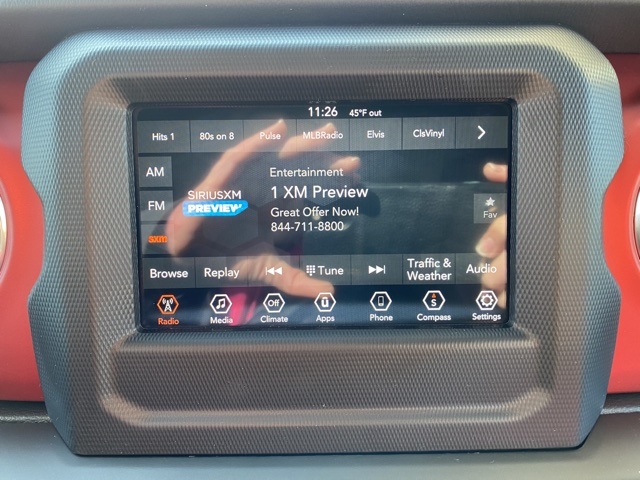 11:26 45°F out
Hits 1 80s on 8 Pulse MLBRadio Elvis ClsVinyl
AM
FM
sxm
SIRIUSXM
PREVIEW
Entertainment
1 XM Preview
Great Offer Now!
844-711-8800
Fav
Browse Replay Tune Traffic & Weather Audio
Off S
Radio Media Climate Apps Phone Compass Settings